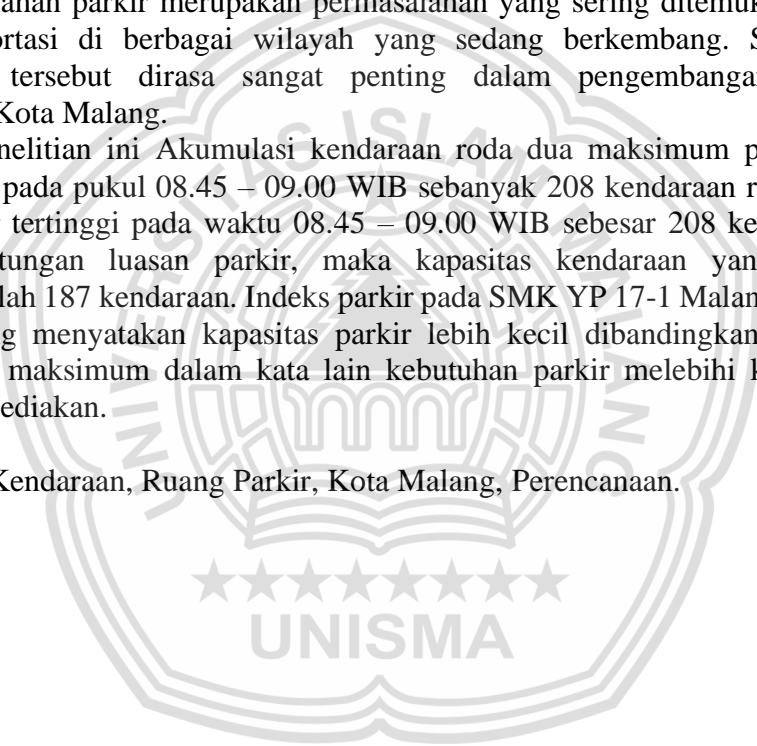 parkir merupakan permasalahan yang sering ditemuk
ortasi di berbagai wilayah yang sedang berkembang. S
tersebut dirasa sangat penting dalam pengembanga
Kota Malang.
nelitian ini Akumulasi kendaraan roda dua maksimum p
pada pukul 08.45 – 09.00 WIB sebanyak 208 kendaraan r
tertinggi pada waktu 08.45 – 09.00 WIB sebesar 208 ke
tungan luasan parkir, maka kapasitas kendaraan yan
lah 187 kendaraan. Indeks parkir pada SMK YP 17-1 Malan
g menyatakan kapasitas parkir lebih kecil dibandingkan
maksimum dalam kata lain kebutuhan parkir melebihi k
ediakan.
Kendaraan, Ruang Parkir, Kota Malang, Perencanaan.
UNIVERSITAS ISLAM MALANG
UNISMA